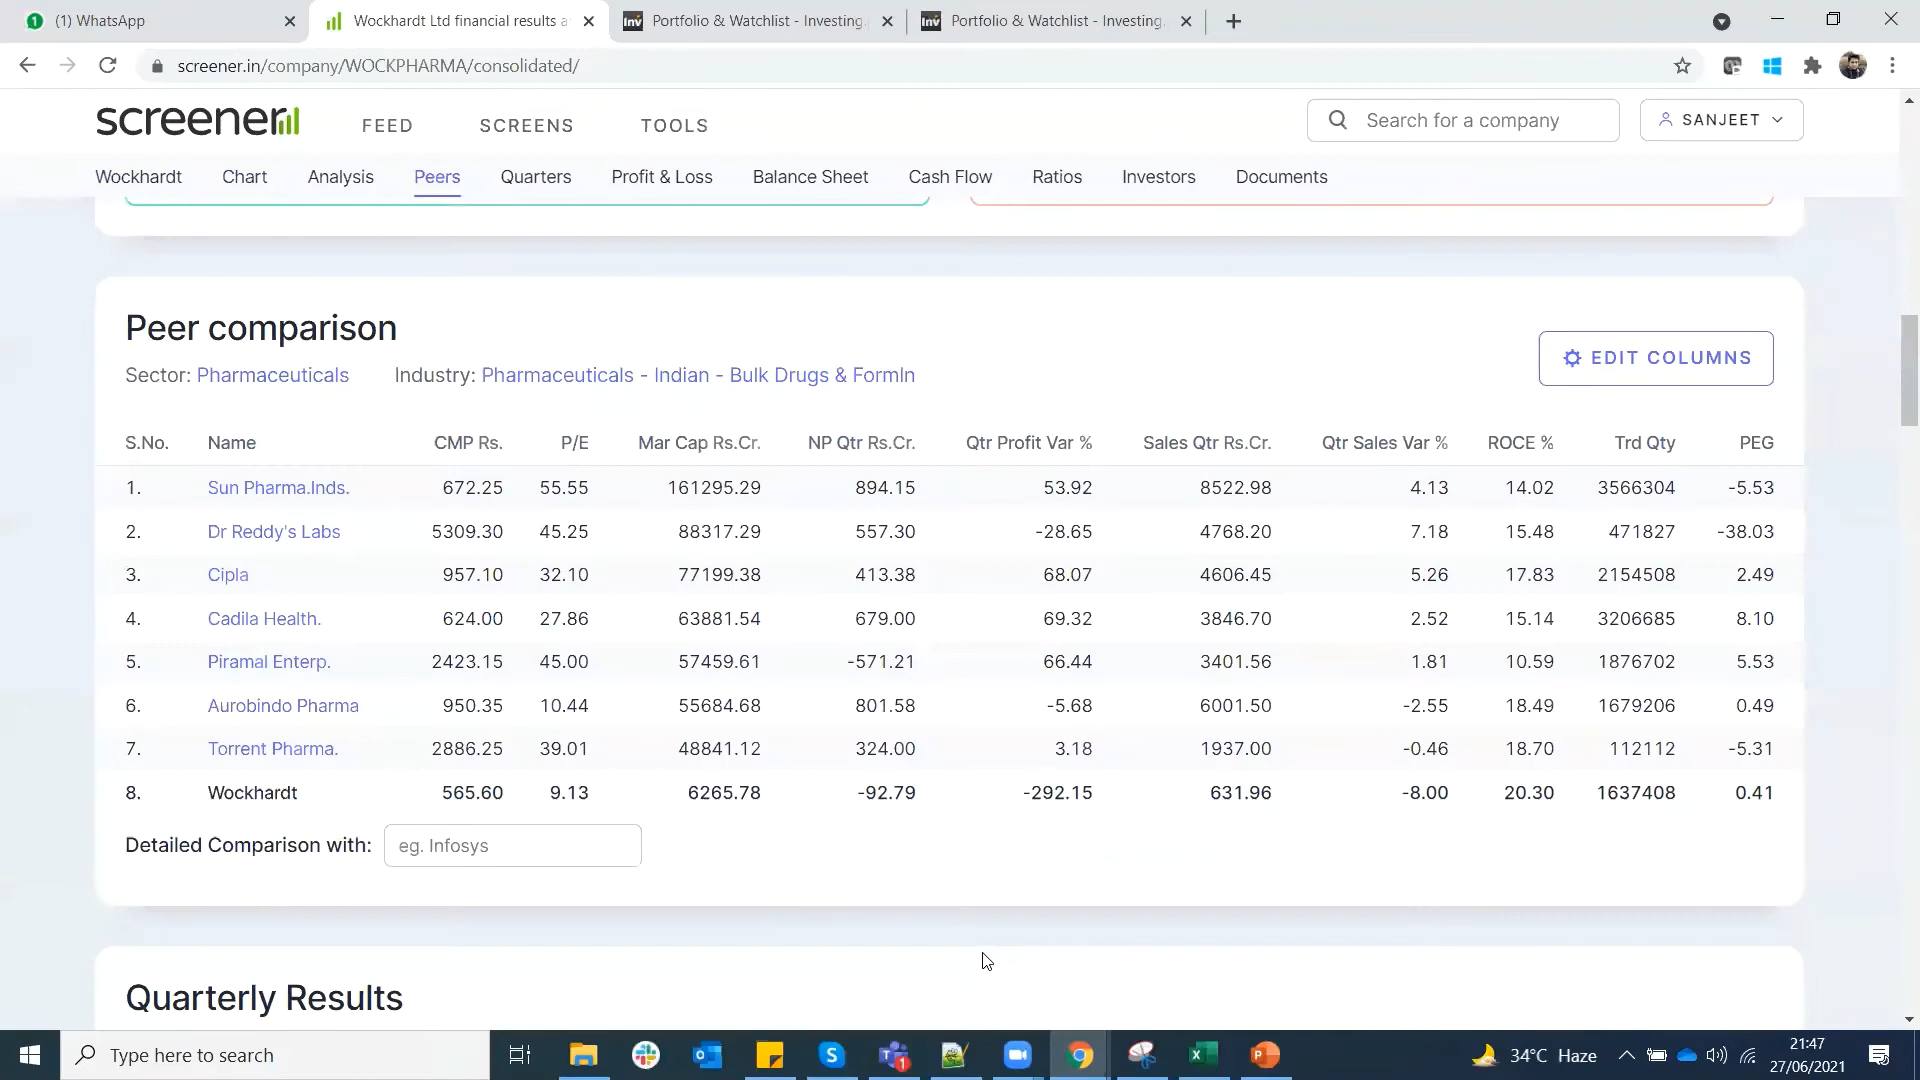 (1) WhatsApp
Wockhardt Ltd financial results a
Portfolio & Watchlist - Investing.
Portfolio & Watchlist - Investing.
screener.in/company/WOCKPHARMA/consolidated/
screener
FEED SCREENS TOOLS
Search for a company
SANJEET
Wockhardt Chart Analysis Peers Quarters Profit & Loss Balance Sheet Cash Flow Ratios Investors Documents
Peer comparison
EDIT COLUMNS
Sector: Pharmaceuticals Industry: Pharmaceuticals - Indian - Bulk Drugs & Formln
S.No. Name CMP Rs. P/E Mar Cap Rs.Cr. NP Qtr Rs.Cr. Qtr Profit Var % Sales Qtr Rs.Cr. Qtr Sales Var % ROCE % Trd Qty PEG
1. Sun Pharma.Inds. 672.25 55.55 161295.29 894.15 53.92 8522.98 4.13 14.02 3566304 -5.53
2. Dr Reddy's Labs 5309.30 45.25 88317.29 557.30 -28.65 4768.20 7.18 15.48 471827 -38.03
3. Cipla 957.10 32.10 77199.38 413.38 68.07 4606.45 5.26 17.83 2154508 2.49
4. Cadila Health. 624.00 27.86 63881.54 679.00 69.32 3846.70 2.52 15.14 3206685 8.10
5. Piramal Enterp. 2423.15 45.00 57459.61 -571.21 66.44 3401.56 1.81 10.59 1876702 5.53
6. Aurobindo Pharma 950.35 10.44 55684.68 801.58 -5.68 6001.50 -2.55 18.49 1679206 0.49
7. Torrent Pharma. 2886.25 39.01 48841.12 324.00 3.18 1937.00 -0.46 18.70 112112 -5.31
8. Wockhardt 565.60 9.13 6265.78 -92.79 -292.15 631.96 -8.00 20.30 1637408 0.41
Detailed Comparison with: eg. Infosys
Quarterly Results
Type here to search
34°C Haze
21:47
27/06/2021